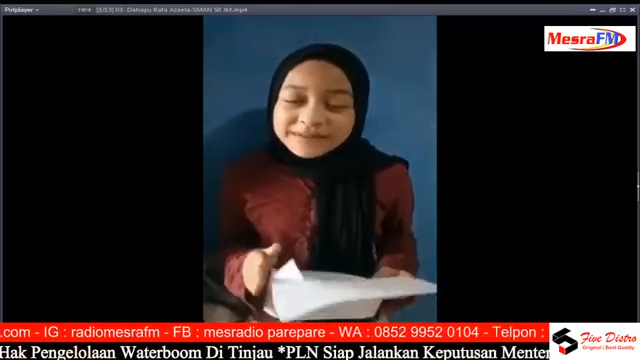 Potplayer
MP4
[3/13] 03. Dahayu Rafa Azaela-SMAN 50 Jkt.mp4
MesraFM
.com - IG : radiomesrafm - FB : mesradio parepare - WA : 0852 9952 0104 - Telpon :
Hak Pengelolaan Waterboom Di Tinjau *PLN Siap Jalankan Keputusan Mente
Five Distro
Original | Best Quality